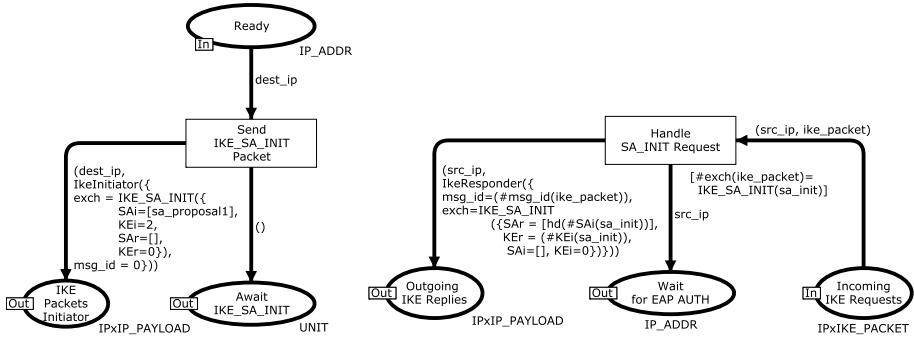 Ready
In
IP_ADDR
dest_ip
Send
IKE_SA_INIT
Packet
(dest_ip,
IkeInitiator({
exch = IKE_SA_INIT({
SAi=[sa_proposal1],
KEi=2,
SAr=[],
KEr=0}),
msg_id = 0}))
()
IKE
Packets
Initiator
Out
IPxIP_PAYLOAD
Await
IKE_SA_INIT
Out
UNIT
Handle
SA_INIT Request
(src_ip, ike_packet)
[#exch(ike_packet)=
IKE_SA_INIT(sa_init)]
(src_ip,
IkeResponder({
msg_id=(#msg_id(ike_packet)),
exch=IKE_SA_INIT
({SAr = [hd(#SAi(sa_init))],
KEr = (#KEi(sa_init)),
SAi=[], KEi=0})}))
src_ip
Outgoing
IKE Replies
Out
IPxIP_PAYLOAD
Wait
for EAP AUTH
Out
IP_ADDR
Incoming
IKE Requests
In
IPxIKE_PACKET